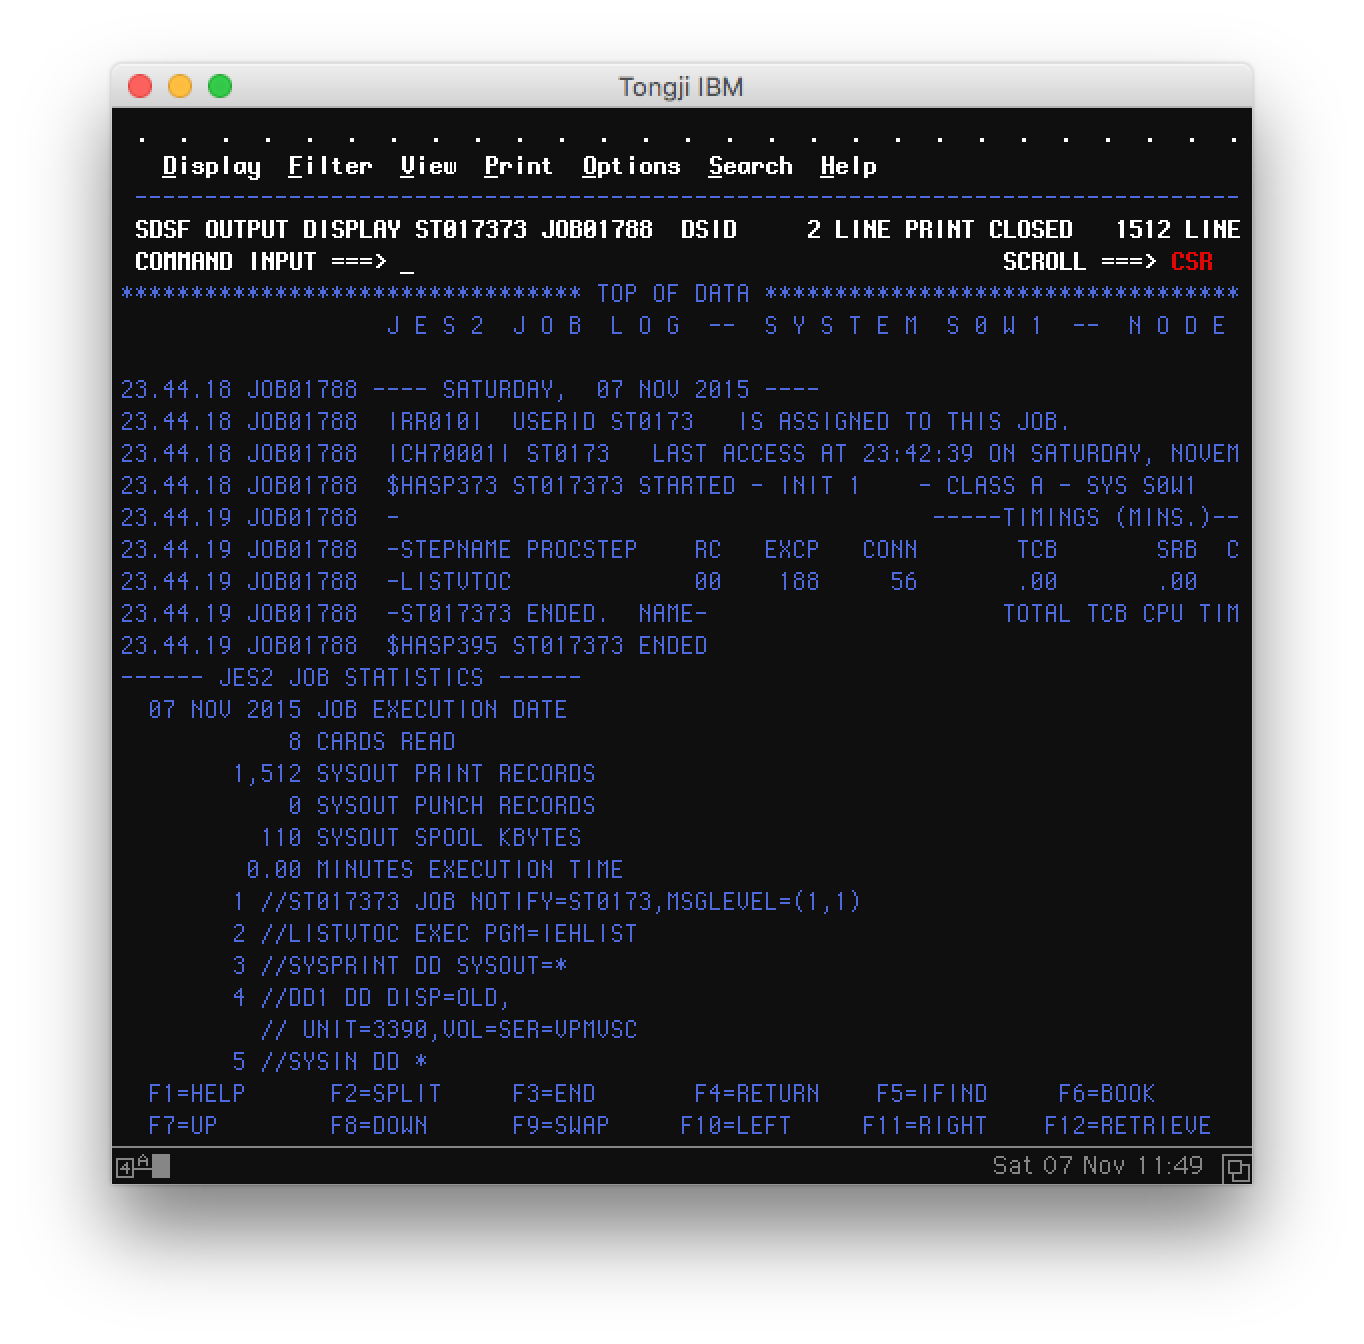 Tongji IBM
. . . . . . . . . . . . . . . . . . . . . . . . . . .
Display Filter View Print Options Search Help
-------------------------------------------------------------------------------
SDSF OUTPUT DISPLAY ST017373 JOB01788 DSID 2 LINE PRINT CLOSED 1512 LINE
COMMAND INPUT ===> _ SCROLL ===> CSR
********************************* TOP OF DATA **********************************
J E S 2 J O B L O G -- S Y S T E M S 0 W 1 -- N O D E
23.44.18 JOB01788 ---- SATURDAY, 07 NOV 2015 ----
23.44.18 JOB01788 IRR010I USERID ST0173 IS ASSIGNED TO THIS JOB.
23.44.18 JOB01788 ICH70001I ST0173 LAST ACCESS AT 23:42:39 ON SATURDAY, NOVEM
23.44.18 JOB01788 $HASP373 ST017373 STARTED - INIT 1 - CLASS A - SYS S0W1
23.44.19 JOB01788 - -----TIMINGS (MINS.)--
23.44.19 JOB01788 -STEPNAME PROCSTEP RC EXCP CONN TCB SRB C
23.44.19 JOB01788 -LISTVTOC 00 188 56 .00 .00
23.44.19 JOB01788 -ST017373 ENDED. NAME- TOTAL TCB CPU TIM
23.44.19 JOB01788 $HASP395 ST017373 ENDED
------ JES2 JOB STATISTICS ------
07 NOV 2015 JOB EXECUTION DATE
8 CARDS READ
1,512 SYSOUT PRINT RECORDS
0 SYSOUT PUNCH RECORDS
110 SYSOUT SPOOL KBYTES
0.00 MINUTES EXECUTION TIME
1 //ST017373 JOB NOTIFY=ST0173,MSGLEVEL=(1,1)
2 //LISTVTOC EXEC PGM=IEHLIST
3 //SYSPRINT DD SYSOUT=*
4 //DD1 DD DISP=OLD,
// UNIT=3390,VOL=SER=VPMVSC
5 //SYSIN DD *
F1=HELP F2=SPLIT F3=END F4=RETURN F5=IFIND F6=BOOK
F7=UP F8=DOWN F9=SWAP F10=LEFT F11=RIGHT F12=RETRIEVE
4 A Sat 07 Nov 11:49